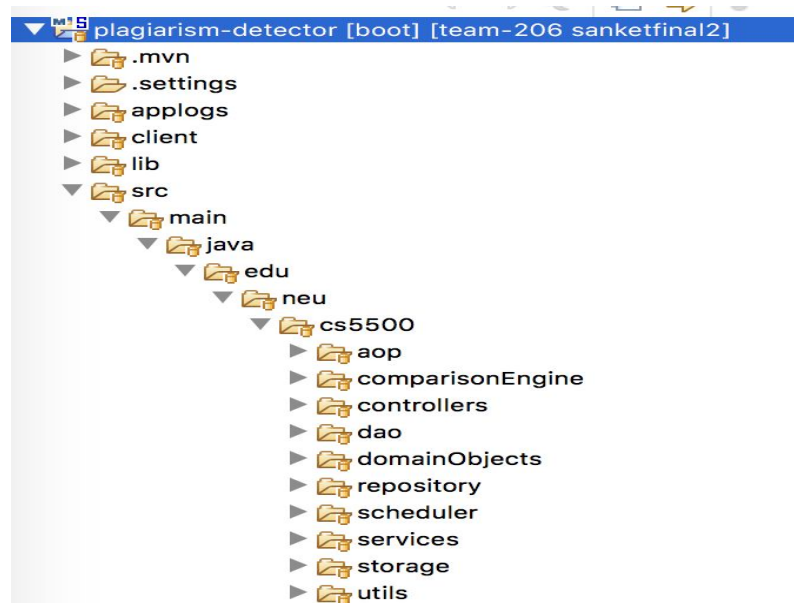 plagiarism-detector [boot] [team-206 sanketfinal2]
.mvn
.settings
applogs
client
lib
src
main
java
edu
neu
cs5500
aop
comparisonEngine
controllers
dao
domainObjects
repository
scheduler
services
storage
utils